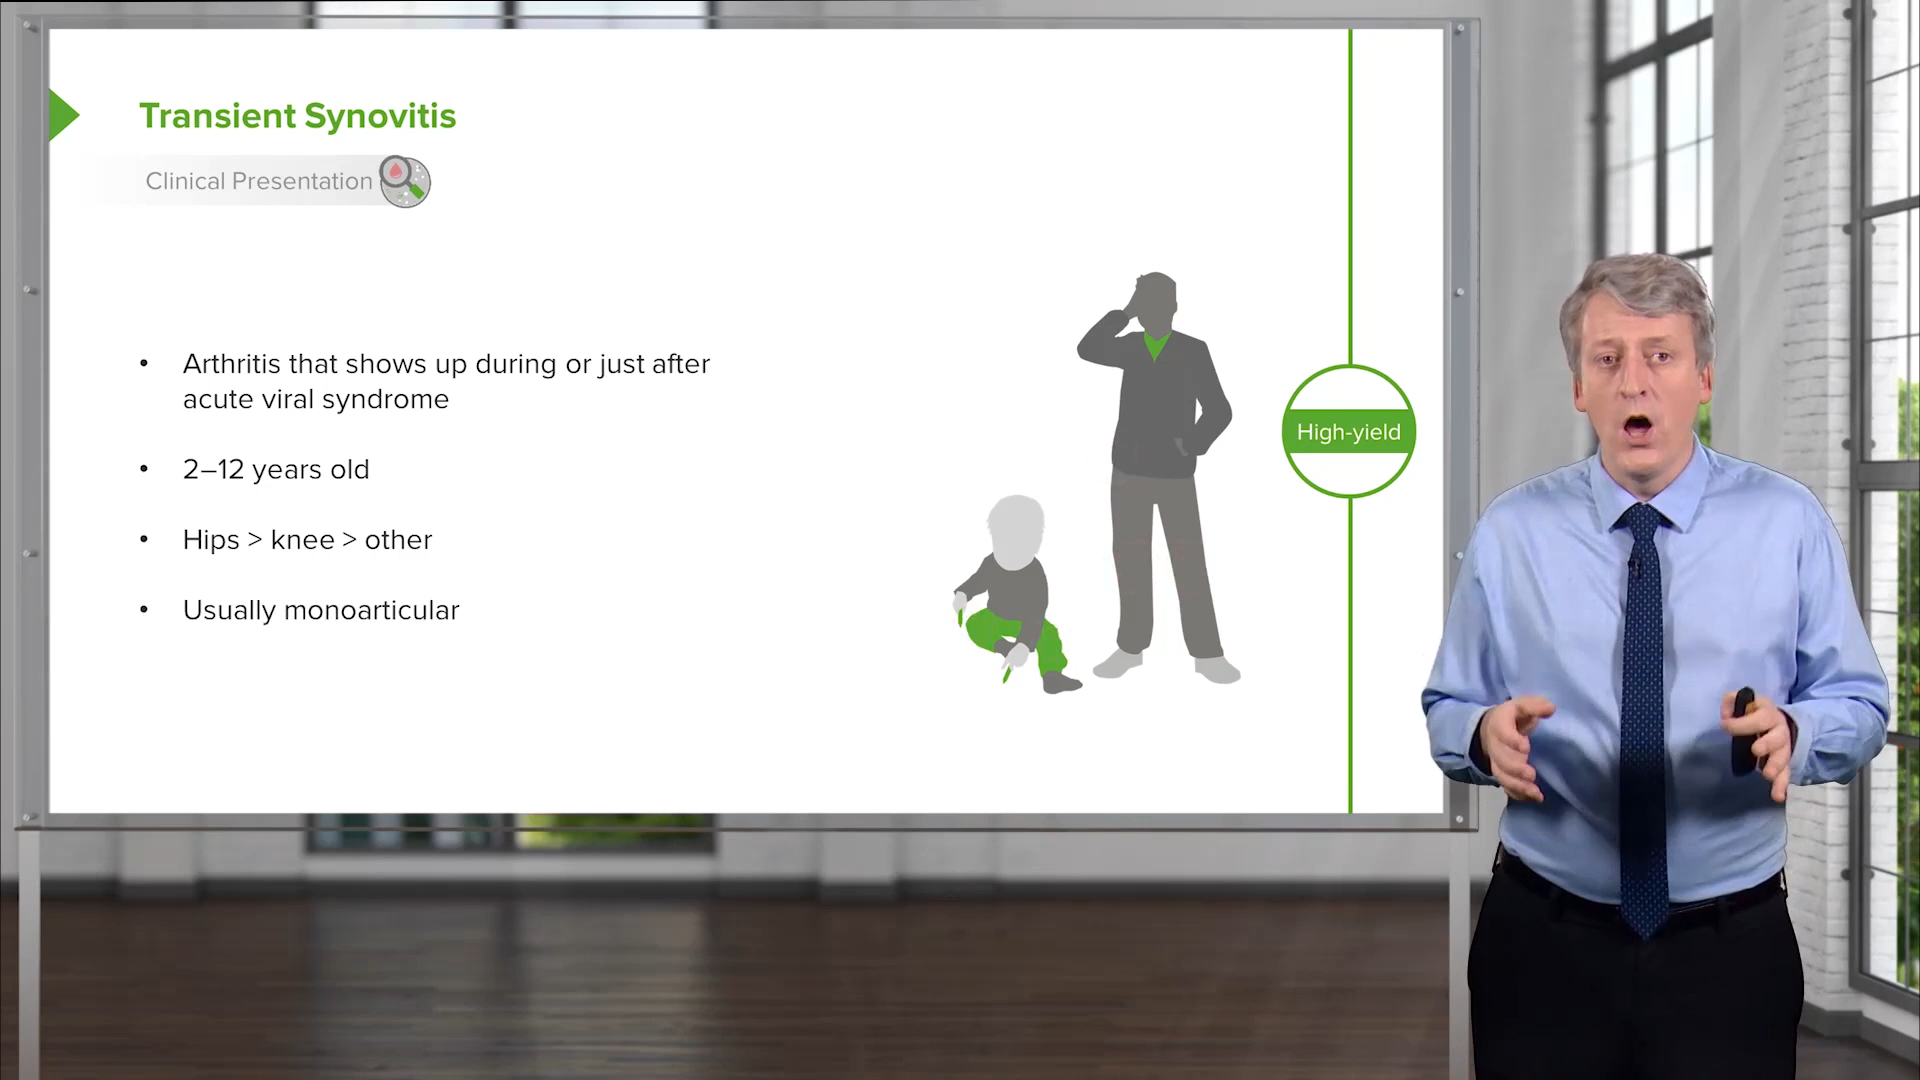 Transient Synovitis
Clinical Presentation
• Arthritis that shows up during or just after
acute viral syndrome
• 2–12 years old
• Hips > knee > other
• Usually monoarticular
High-yield